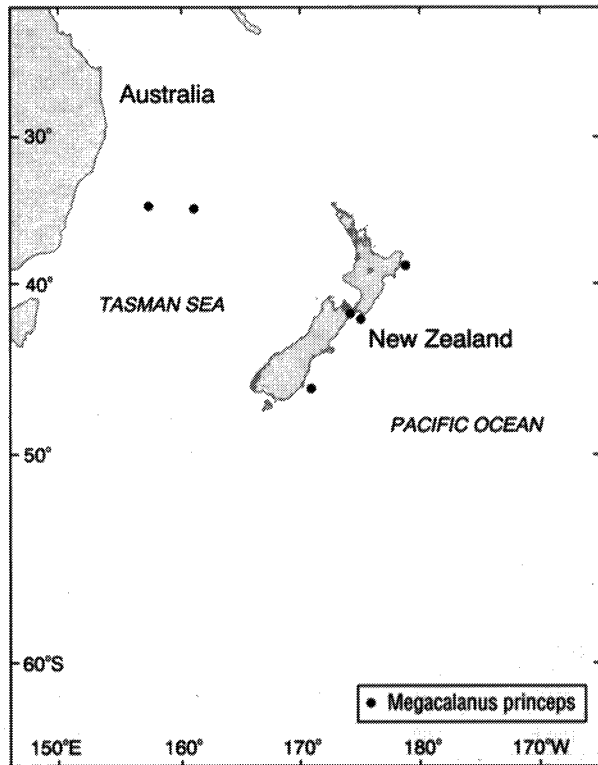 Australia
30°
40°
TASMAN SEA
New Zealand
PACIFIC OCEAN
50°
60°S
Megacalanus princeps
150°E 160° 170° 180° 170°W